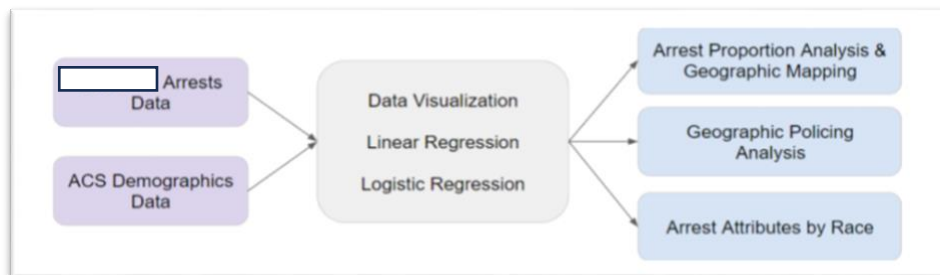 Arrests
Data
ACS Demographics
Data
Data Visualization
Linear Regression
Logistic Regression
Arrest Proportion Analysis &
Geographic Mapping
Geographic Policing
Analysis
Arrest Attributes by Race